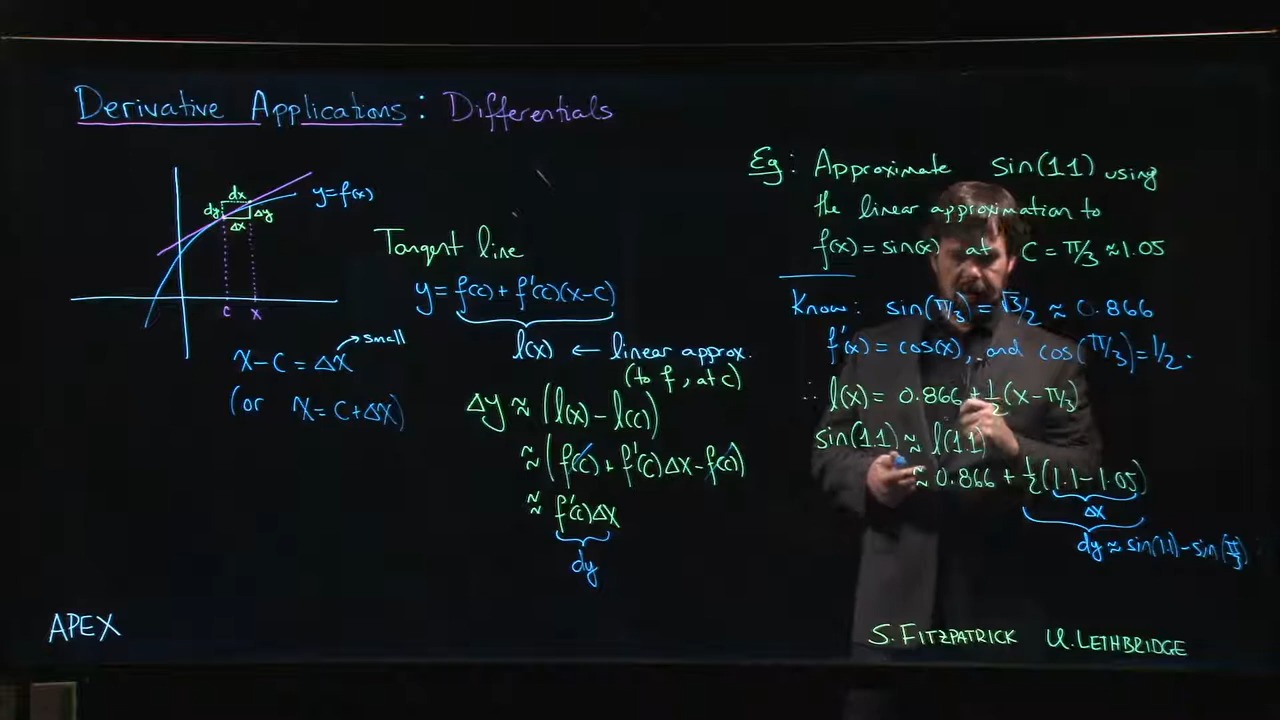 Derivative Applications: Differentials
dx
dy
Δy
Δx
y=f(x)
c x
x-c = Δx → small
(or x = c+Δx)
Tangent line
y= f(c) + f'(c)(x-c)
l(x) ← linear approx.
(to f, at c)
Δy ≈ (l(x) - l(c))
≈ (f(c) + f'(c)Δx - f(c))
≈ f'(c)Δx
dy
Eg: Approximate sin(1.1) using
the linear approximation to
f(x) = sin(x) at c = π/3 ≈ 1.05
Know: sin(π/3) = √3/2 ≈ 0.866
f'(x) = cos(x), and cos(π/3) = 1/2.
∴ l(x) = 0.866 + 1/2(x - π/3)
sin(1.1) ≈ l(1.1)
≈ 0.866 + 1/2(1.1 - 1.05)
Δx
dy ≈ sin(1.1) - sin(π/3)
APEX
S. FITZPATRICK U. LETHBRIDGE